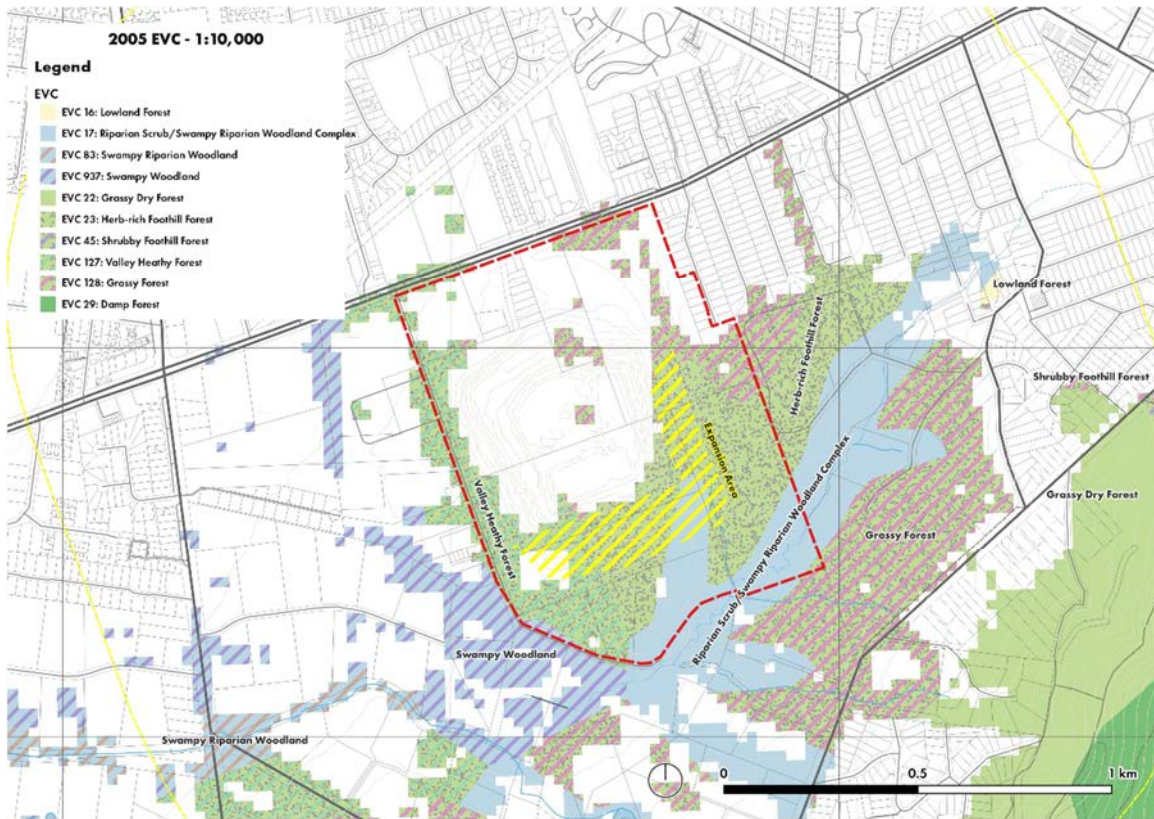 2005 EVC - 1:10,000
Legend
EVC
EVC 16: Lowland Forest
EVC 17: Riparian Scrub/Swampy Riparian Woodland Complex
EVC 83: Swampy Riparian Woodland
EVC 937: Swampy Woodland
EVC 22: Grassy Dry Forest
EVC 23: Herb-rich Foothill Forest
EVC 45: Shrubby Foothill Forest
EVC 127: Valley Heathy Forest
EVC 128: Grassy Forest
EVC 29: Damp Forest
Lowland Forest
Herb-rich Foothill Forest
Shrubby Foothill Forest
Expansion Area
Grassy Dry Forest
Valley Heathy Forest
Grassy Forest
Riparian Scrub/Swampy Riparian Woodland Complex
Swampy Woodland
Swampy Riparian Woodland
0 0.5 1 km